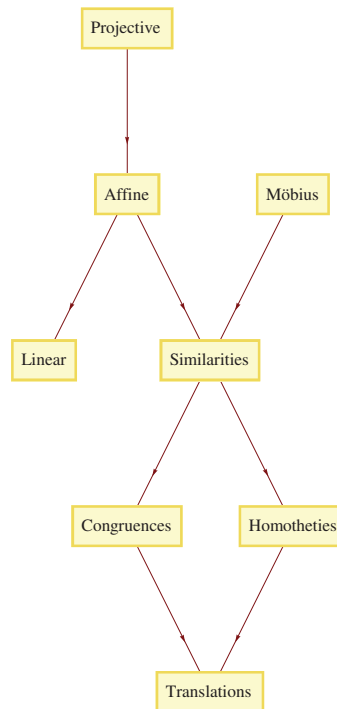 Projective
Affine
Möbius
Linear
Similarities
Congruences
Homotheties
Translations